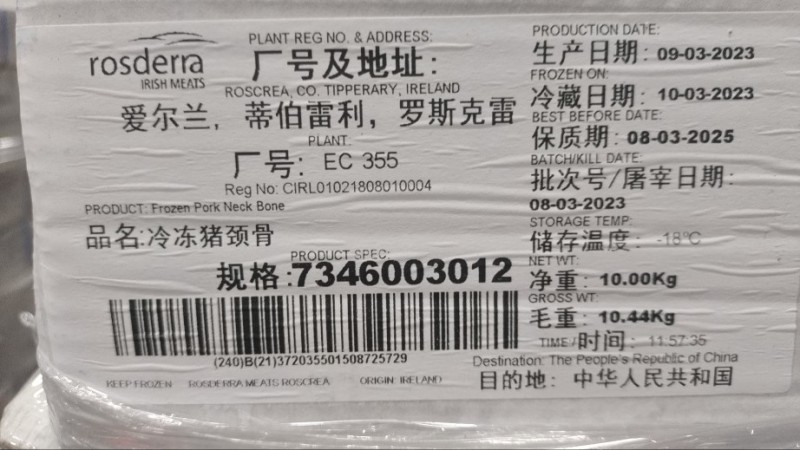 rosderra
IRISH MEATS
PLANT REG NO. & ADDRESS:
厂号及地址:
ROSCREA, CO. TIPPERARY, IRELAND
爱尔兰, 蒂伯雷利, 罗斯克雷
PLANT:
厂号: EC 355
Reg No: CIRL01021808010004
PRODUCT: Frozen Pork Neck Bone
品名:冷冻猪颈骨
PRODUCT SPEC:
规格:7346003012
(240)B(21)372035501508725729
KEEP FROZEN ROSDERRA MEATS ROSCREA ORIGIN: IRELAND
PRODUCTION DATE:
生产日期: 09-03-2023
FROZEN ON:
冷藏日期: 10-03-2023
BEST BEFORE DATE:
保质期: 08-03-2025
BATCH/KILL DATE:
批次号/屠宰日期:
08-03-2023
STORAGE TEMP:
储存温度: -18°C
NET WT:
净重: 10.00Kg
GROSS WT:
毛重: 10.44Kg
TIME/时间: 11:57:35
Destination: The People's Republic of China
目的地: 中华人民共和国